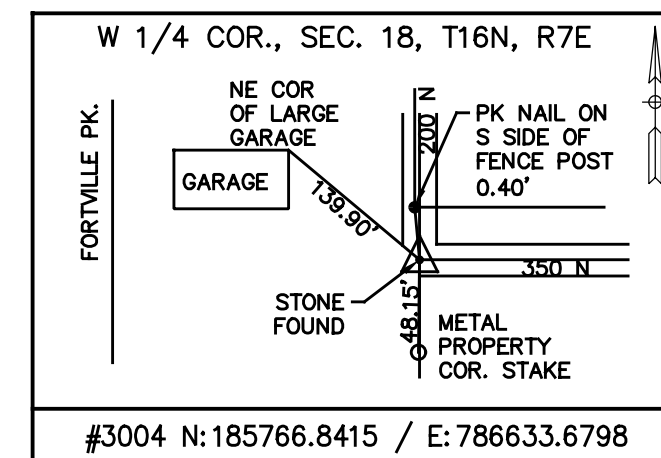 W 1/4 COR., SEC. 18, T16N, R7E
FORTVILLE PK.
NE COR
OF LARGE
GARAGE
GARAGE
139.90'
200 N
PK NAIL ON
S SIDE OF
FENCE POST
0.40'
350 N
STONE
FOUND
48.15'
METAL
PROPERTY
COR. STAKE
#3004 N:185766.8415 / E:786633.6798